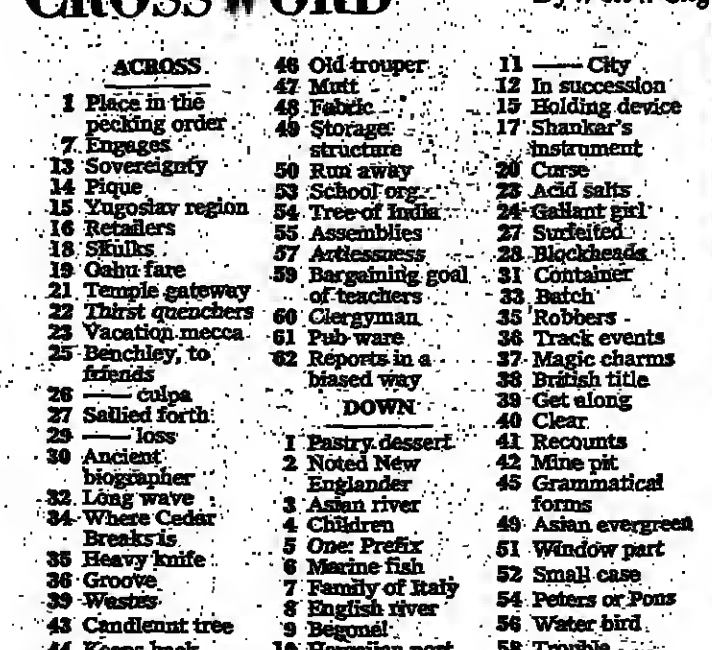 CROSSWORD
ACROSS
1 Place in the
pecking order
7 Engages
13 Sovereignty
14 Pique
15 Yugoslav region
16 Retailers
18 Skulks
19 Oahu fare
21 Temple gateway
22 Thirst quenchers
23 Vacation mecca
25 Benchley, to
friends
26 —— culpa
27 Sallied forth
29 —— loss
30 Ancient
biographer
32 Long wave
34 Where Cedar
Breaks is
35 Heavy knife
36 Groove
39 Wastes
43 Candlenut tree
44 Keeps back
46 Old trouper
47 Mutt
48 Fabric
49 Storage
structure
50 Run away
53 School org.
54 Tree of India
55 Assemblies
57 Artlessness
59 Bargaining goal
of teachers
60 Clergyman
61 Pub ware
62 Reports in a
biased way
DOWN
1 Pastry dessert
2 Noted New
Englander
3 Asian river
4 Children
5 One: Prefix
6 Marine fish
7 Family of Italy
8 English river
9 Begone!
10 Hawaiian port
11 —— City
12 In succession
15 Holding device
17 Shankar's
instrument
20 Curse
23 Acid salts
24 Gallant girl
27 Surfeited
28 Blockheads
31 Container
33 Batch
35 Robbers
36 Track events
37 Magic charms
38 British title
39 Get along
40 Clear
41 Recounts
42 Mine pit
45 Grammatical
forms
49 Asian evergreen
51 Window part
52 Small case
54 Peters or Pons
56 Water bird
58 Trouble